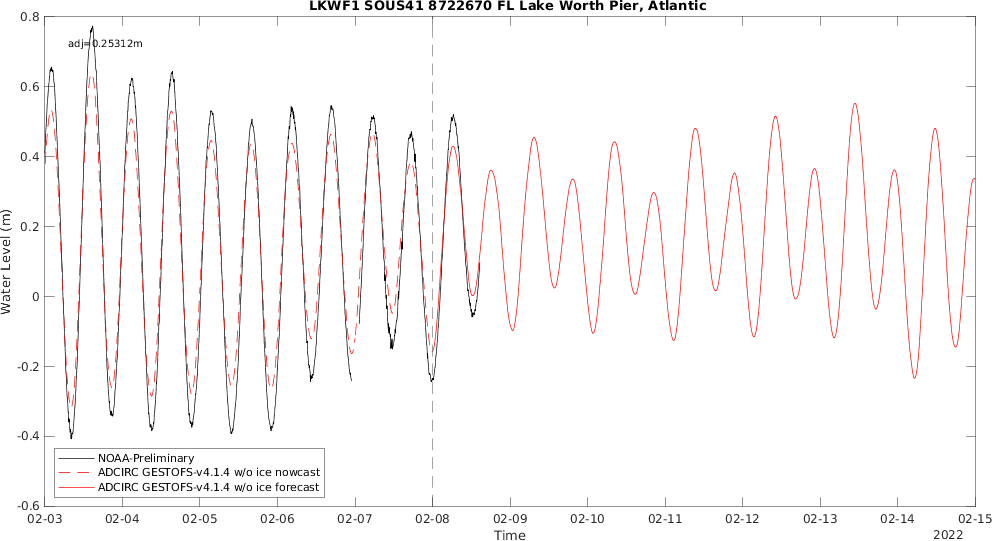 LKWF1 SOUS41 8722670 FL Lake Worth Pier, Atlantic
adj=0.25312m
0.8
0.6
0.4
0.2
0
-0.2
-0.4
-0.6
Water Level (m)
NOAA-Preliminary
ADCIRC GESTOFS-v4.1.4 w/o ice nowcast
ADCIRC GESTOFS-v4.1.4 w/o ice forecast
02-03 02-04 02-05 02-06 02-07 02-08 02-09 02-10 02-11 02-12 02-13 02-14 02-15
Time
2022